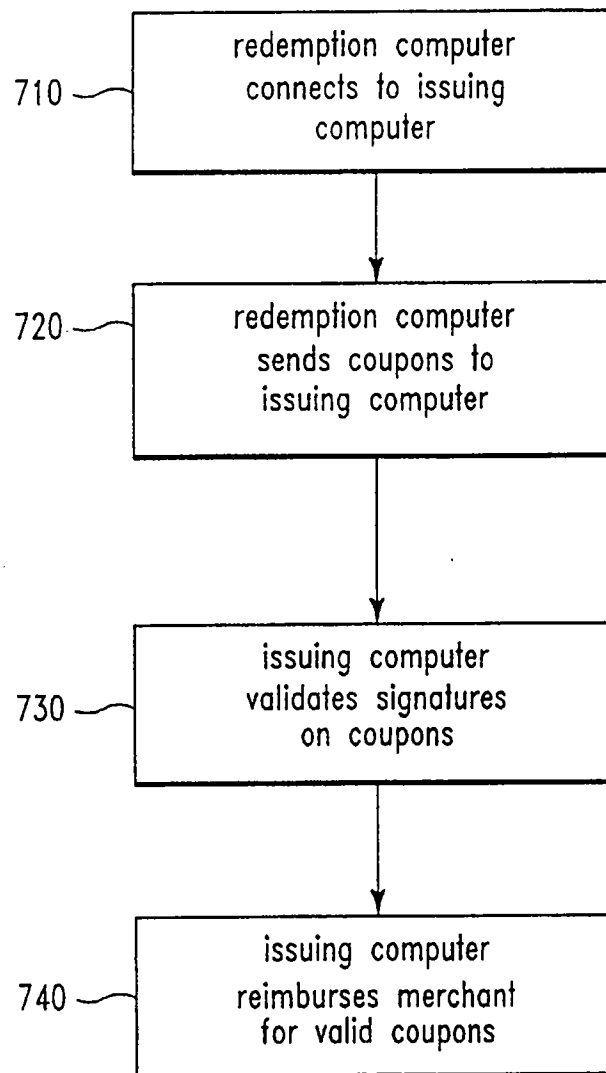 710
redemption computer
connects to issuing
computer
720
redemption computer
sends coupons to
issuing computer
730
issuing computer
validates signatures
on coupons
740
issuing computer
reimburses merchant
for valid coupons